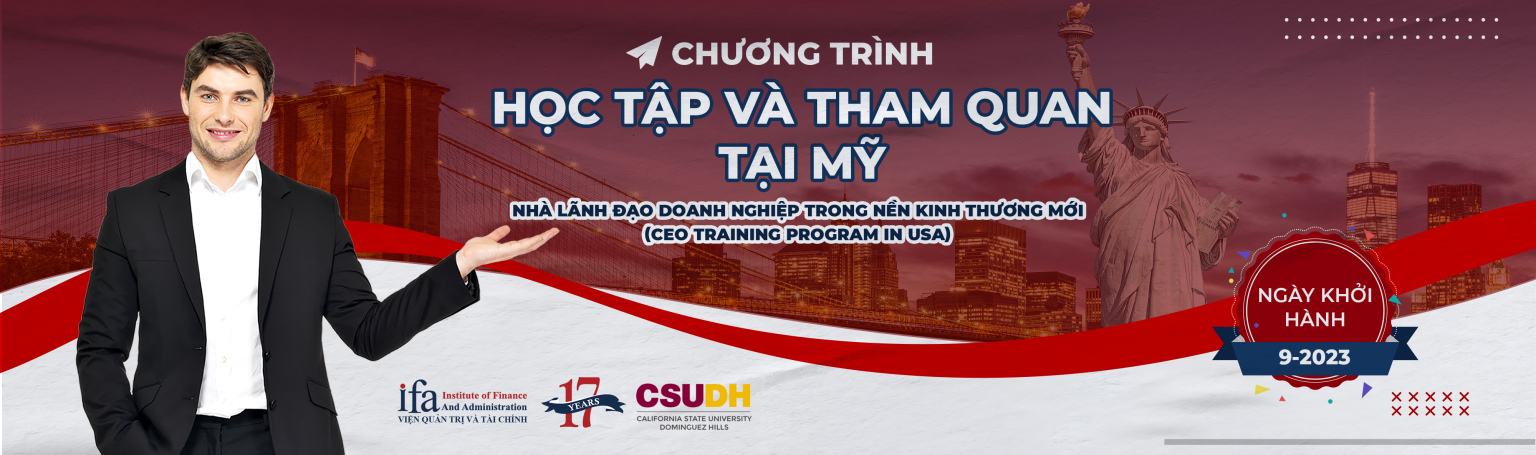 CHƯƠNG TRÌNH
HỌC TẬP VÀ THAM QUAN
TẠI MỸ
NHÀ LÃNH ĐẠO DOANH NGHIỆP TRONG NỀN KINH THƯƠNG MỚI
(CEO TRAINING PROGRAM IN USA)
NGÀY KHỞI
HÀNH
9-2023
ifa Institute of Finance
And Administration
VIỆN QUẢN TRỊ VÀ TÀI CHÍNH
17
YEARS
CSUDH
CALIFORNIA STATE UNIVERSITY
DOMINGUEZ HILLS